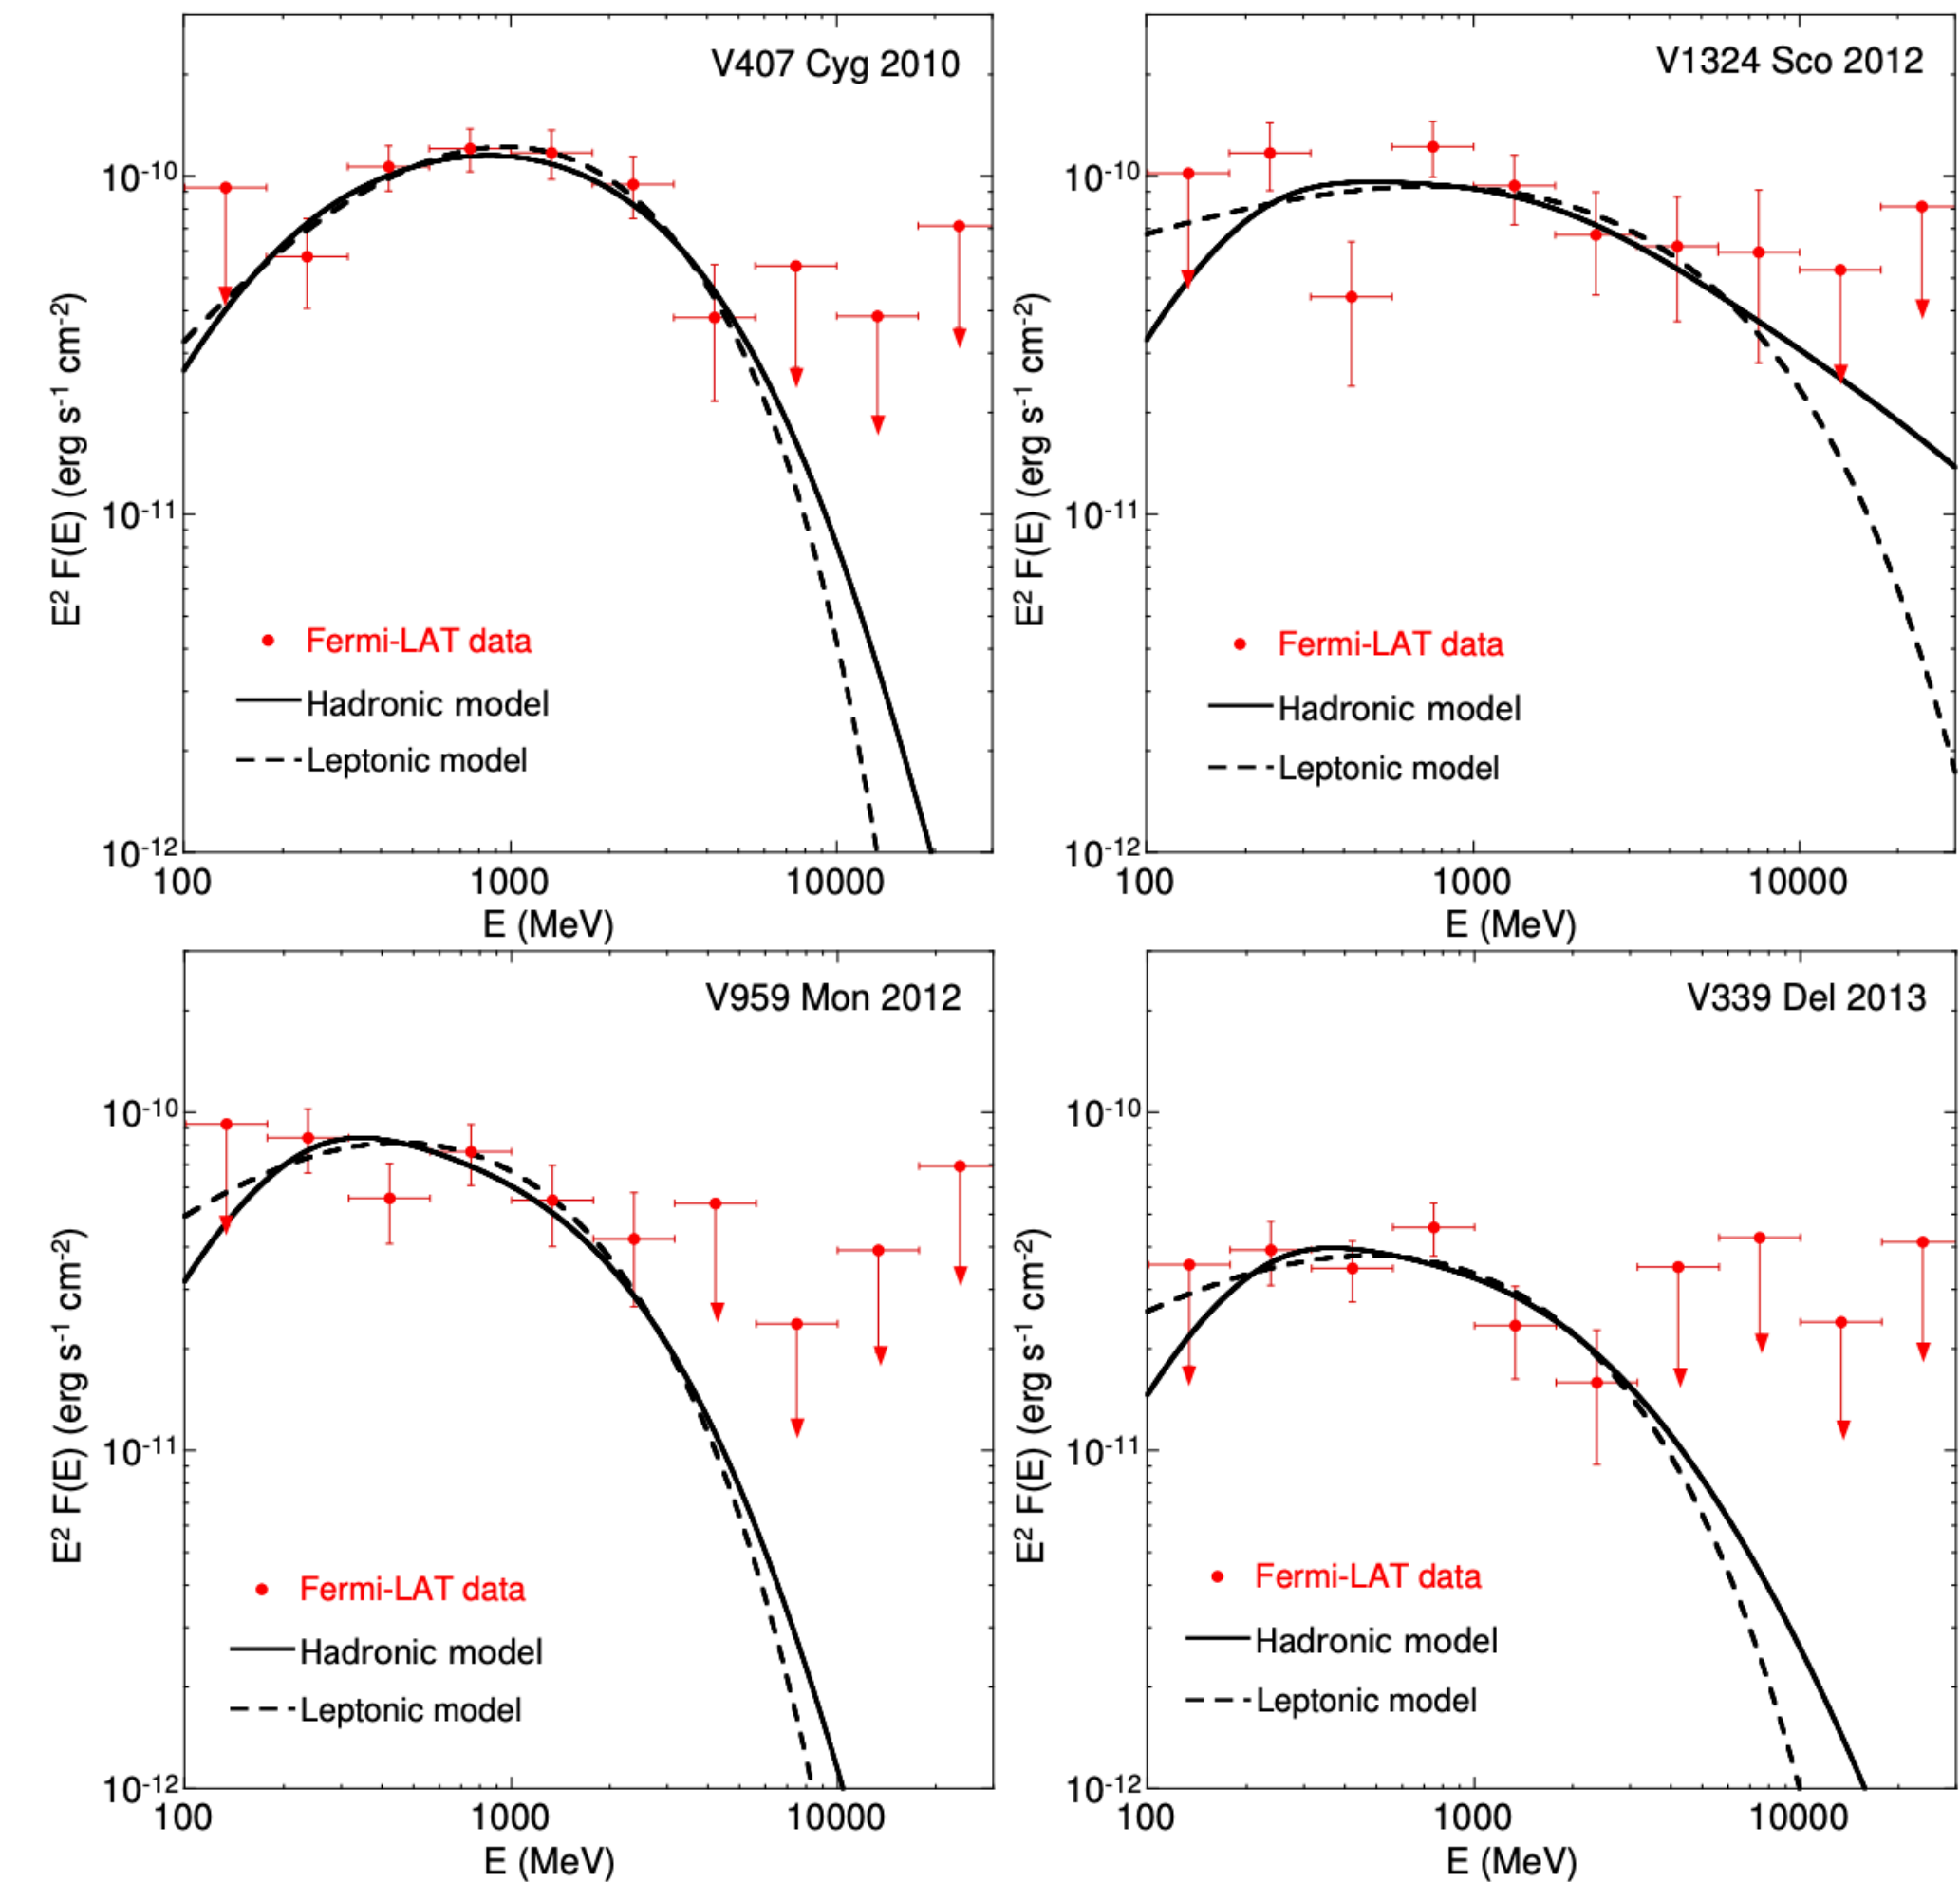 V407 Cyg 2010
10-10
10-11
10-12
E2 F(E) (erg s-1 cm-2)
Fermi-LAT data
Hadronic model
Leptonic model
100 1000 10000
E (MeV)
V1324 Sco 2012
10-10
10-11
10-12
E2 F(E) (erg s-1 cm-2)
Fermi-LAT data
Hadronic model
Leptonic model
100 1000 10000
E (MeV)
V959 Mon 2012
10-10
10-11
10-12
E2 F(E) (erg s-1 cm-2)
Fermi-LAT data
Hadronic model
Leptonic model
100 1000 10000
E (MeV)
V339 Del 2013
10-10
10-11
10-12
E2 F(E) (erg s-1 cm-2)
Fermi-LAT data
Hadronic model
Leptonic model
100 1000 10000
E (MeV)